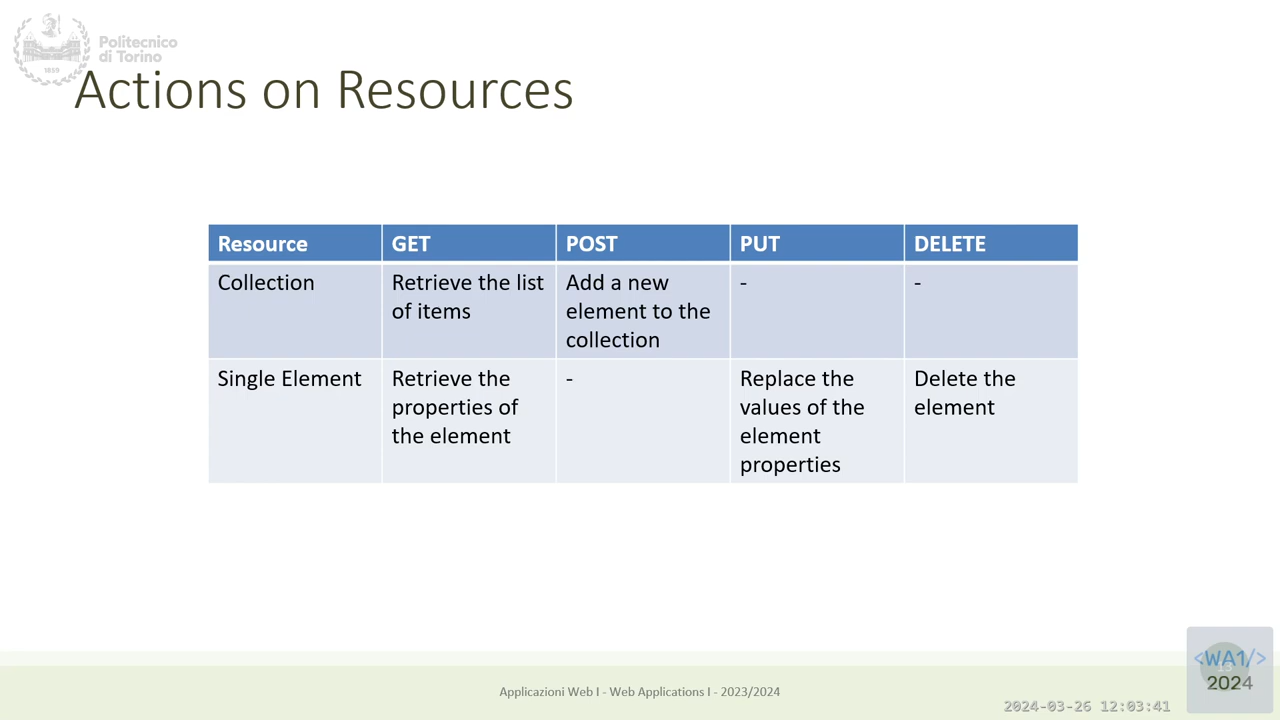 Politecnico
di Torino
1859
Actions on Resources
Resource GET POST PUT DELETE
Collection Retrieve the list of items Add a new element to the collection - -
Single Element Retrieve the properties of the element - Replace the values of the element properties Delete the element
Applicazioni Web I - Web Applications I - 2023/2024
2024-03-26 12:03:41
<WA1/>
2024